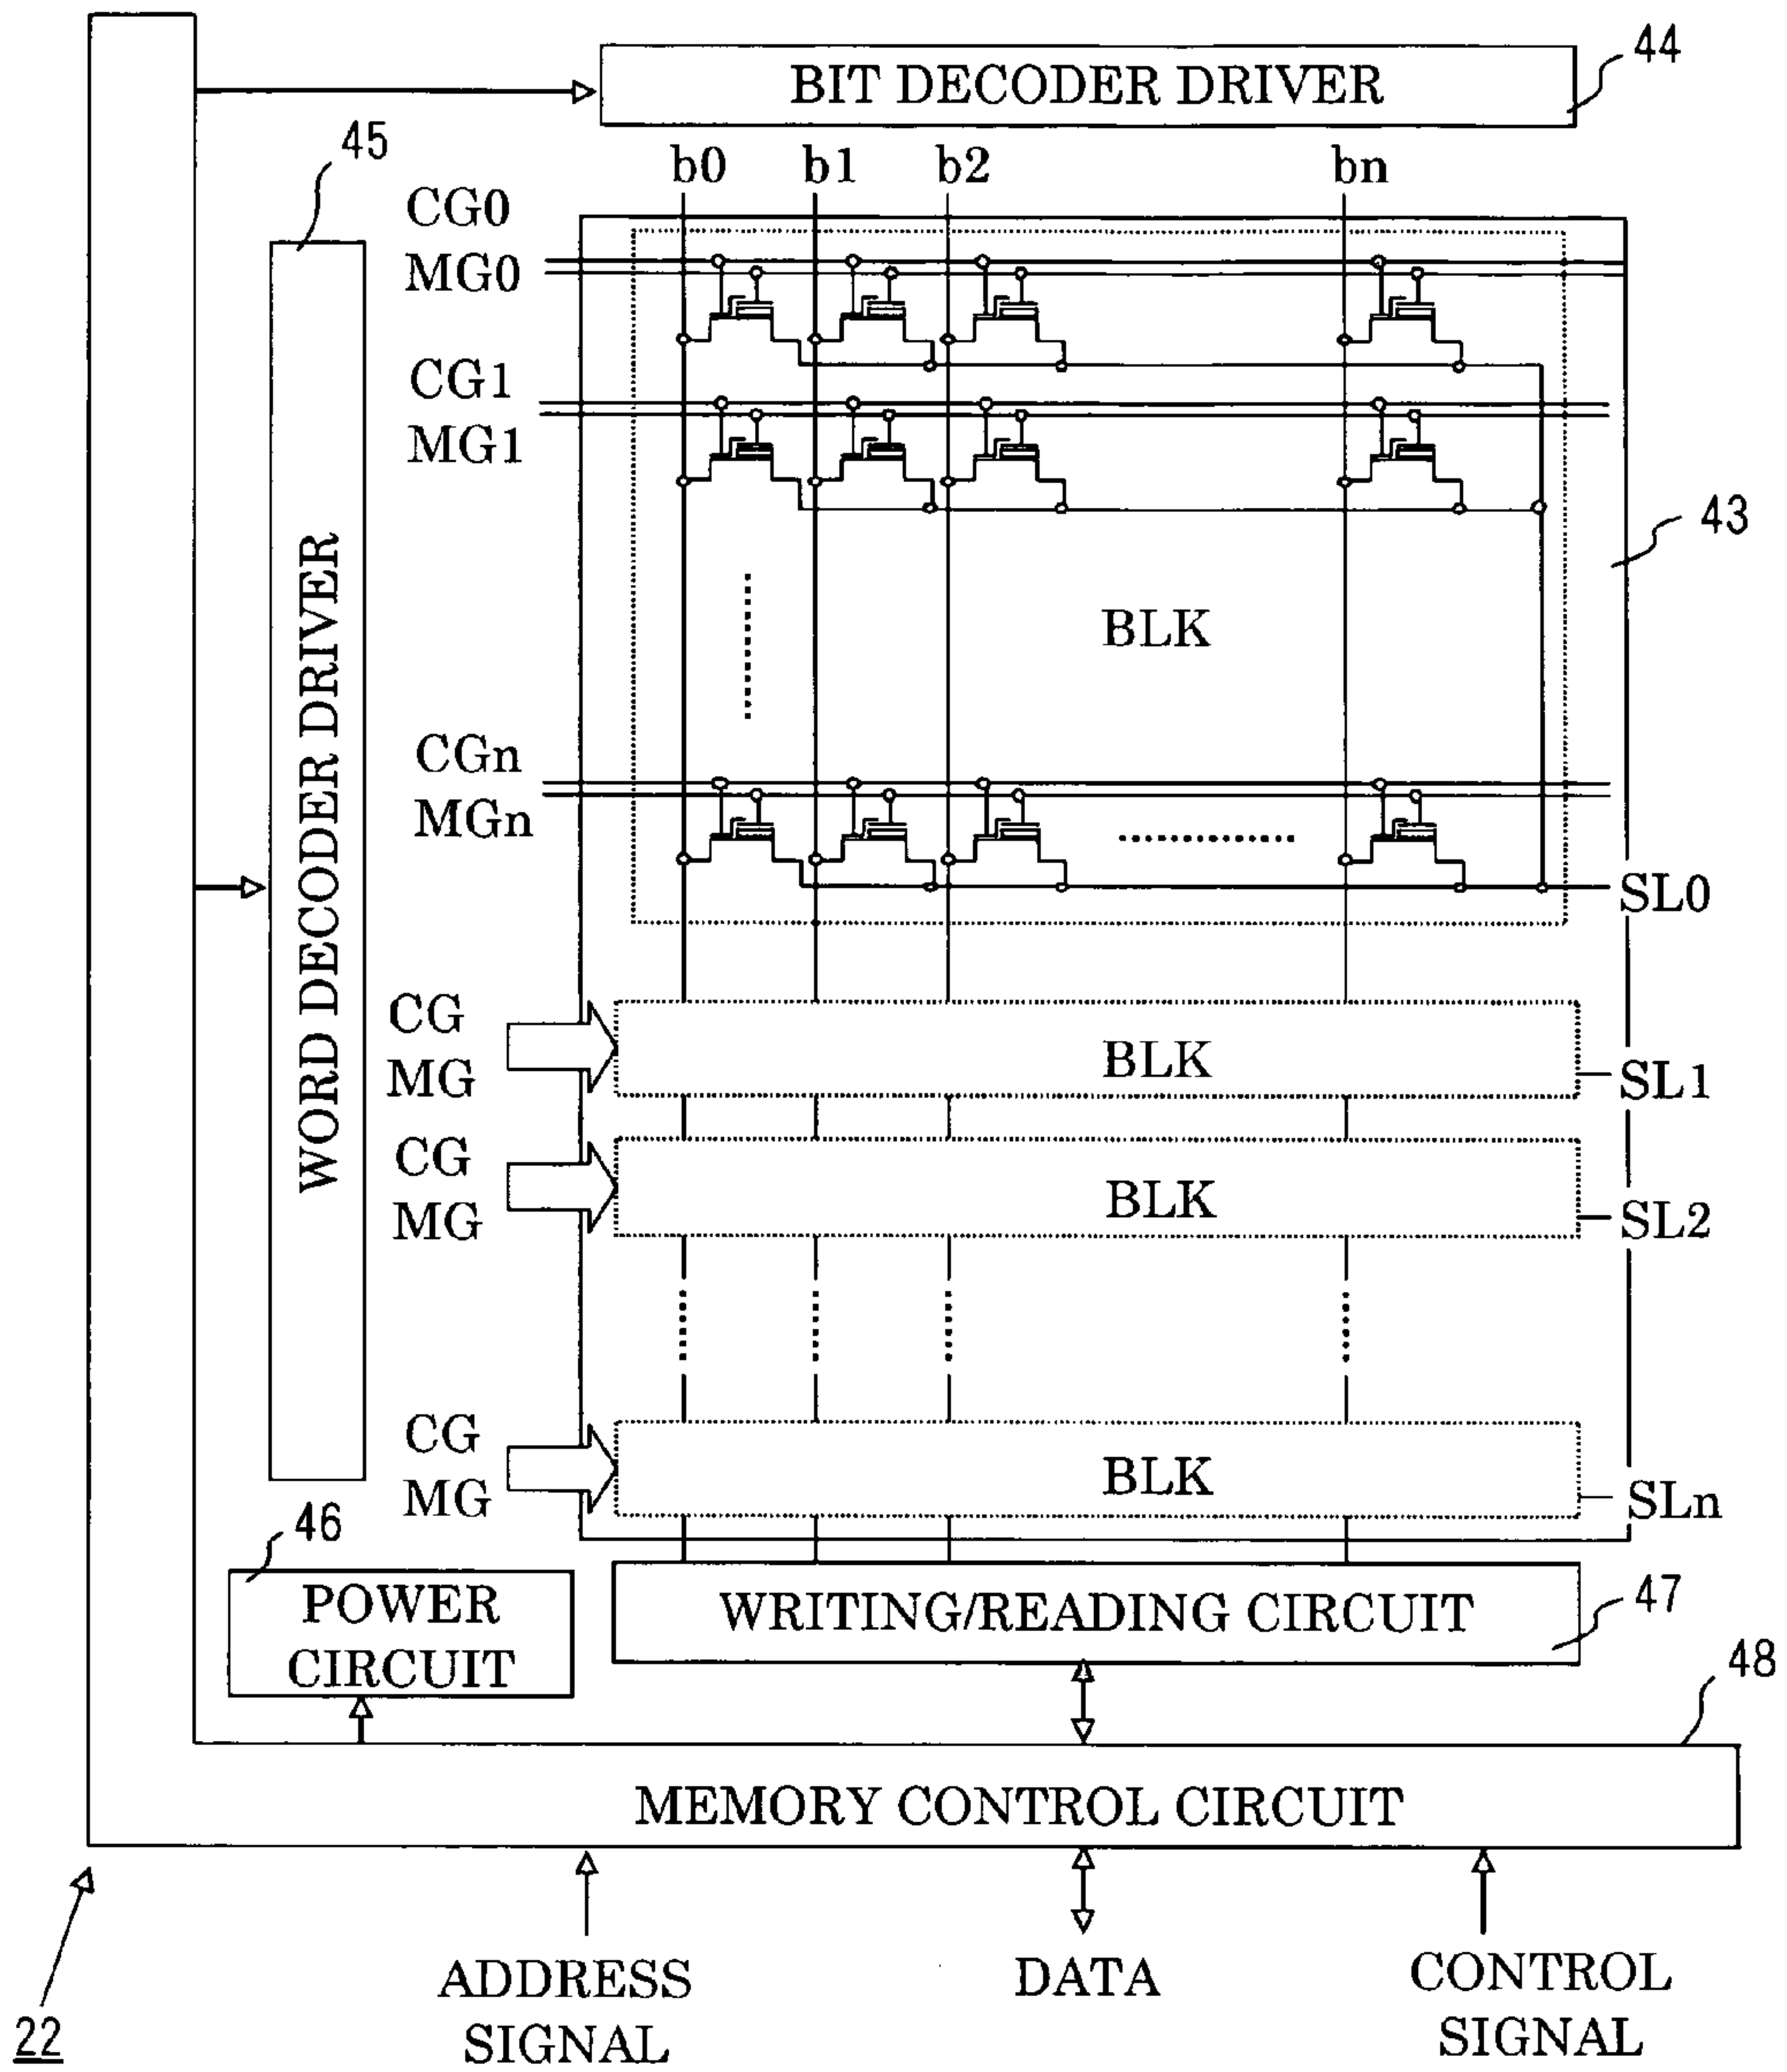 44
BIT DECODER DRIVER
45
b0 b1 b2 bn
CG0
MG0
CG1
MG1
43
WORD DECODER DRIVER
BLK
CGn
MGn
SL0
CG
MG
BLK
SL1
CG
MG
BLK
SL2
CG
MG
BLK
SLn
46
POWER
CIRCUIT
WRITING/READING CIRCUIT
47
48
MEMORY CONTROL CIRCUIT
22
ADDRESS
SIGNAL
DATA
CONTROL
SIGNAL